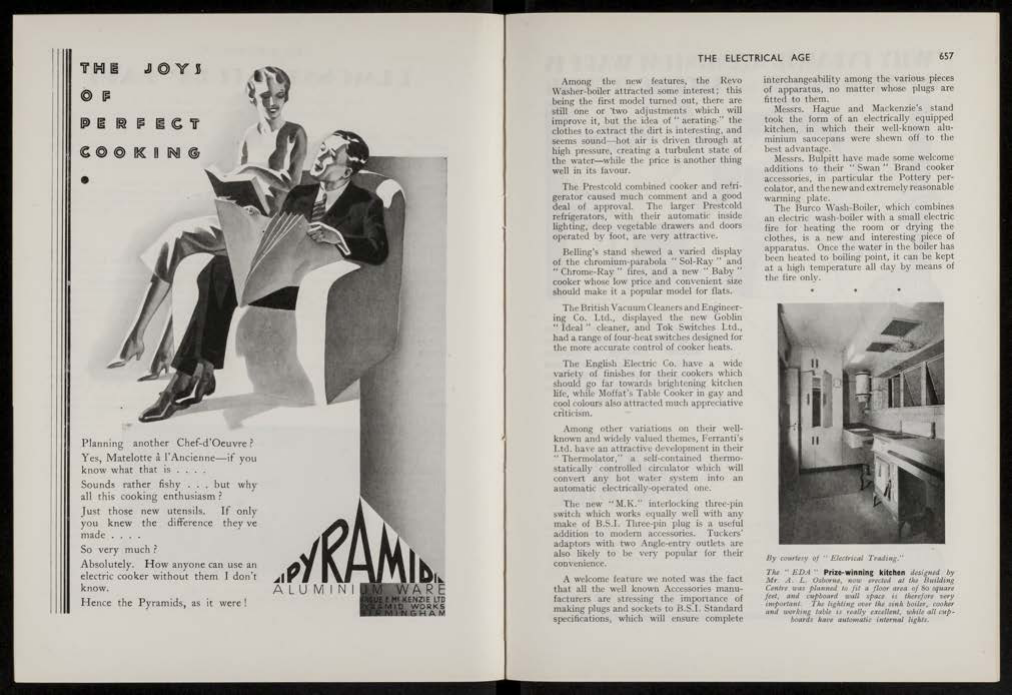 THE JOYS
OF
PERFECT
COOKING
Planning another Chef-d'Oeuvre?
Yes, Matelotte à l'Ancienne—if you
know what that is . . . .
Sounds rather fishy . . . but why
all this cooking enthusiasm?
Just those new utensils. If only
you knew the difference they've
made . . . .
So very much?
Absolutely. How anyone can use an
electric cooker without them I don't
know.
Hence the Pyramids, as it were!
PYRAMID
ALUMINIUM WARE
McKENZIE LTD
PYRAMID WORKS
BIRMINGHAM
THE ELECTRICAL AGE
657
Among the new features, the Revo
Washer-boiler attracted some interest; this
being the first model turned out, there are
still one or two adjustments which will
improve it, but the idea of "aerating" the
clothes to extract the dirt is interesting, and
seems sound—hot air is driven through at
high pressure, creating a turbulent state of
the water—while the price is another thing
well in its favour.
The Prestcold combined cooker and refri-
gerator caused much comment and a good
deal of approval. The larger Prestcold
refrigerators, with their automatic inside
lighting, deep vegetable drawers and doors
operated by foot, are very attractive.
Belling's stand shewed a varied display
of the chromium-parabola "Sol-Ray" and
"Chrome-Ray" fires, and a new "Baby"
cooker whose low price and convenient size
should make it a popular model for flats.
The British Vacuum Cleaners and Engineer-
ing Co. Ltd., displayed the new Goblin
"Ideal" cleaner, and Tok Switches Ltd.,
had a range of four-heat switches designed for
the more accurate control of cooker heats.
The English Electric Co. have a wide
variety of finishes for their cookers which
should go far towards brightening kitchen
life, while Moffat's Table Cooker in gay and
cool colours also attracted much appreciative
criticism.
Among other variations on their well-
known and widely valued themes, Ferranti's
Ltd. have an attractive development in their
"Thermolator," a self-contained thermo-
statically controlled circulator which will
convert any hot water system into an
automatic electrically-operated one.
The new "M.K." interlocking three-pin
switch which works equally well with any
make of B.S.I. Three-pin plug is a useful
addition to modern accessories. Tuckers'
adaptors with two Angle-entry outlets are
also likely to be very popular for their
convenience.
A welcome feature we noted was the fact
that all the well known Accessories manu-
facturers are stressing the importance of
making plugs and sockets to B.S.I. Standard
specifications, which will ensure complete
interchangeability among the various pieces
of apparatus, no matter whose plugs are
fitted to them.
Messrs. Hague and Mackenzie's stand
took the form of an electrically equipped
kitchen, in which their well-known alu-
minium saucepans were shewn off to the
best advantage.
Messrs. Bulpitt have made some welcome
additions to their "Swan" Brand cooker
accessories, in particular the Pottery per-
colator, and the new and extremely reasonable
warming plate.
The Burco Wash-Boiler, which combines
an electric wash-boiler with a small electric
fire for heating the room or drying the
clothes, is a new and interesting piece of
apparatus. Once the water in the boiler has
been heated to boiling point, it can be kept
at a high temperature all day by means of
the fire only.
* * *
By courtesy of "Electrical Trading."
The "EDA" Prize-winning kitchen designed by
Mr. A. L. Osborne, now erected at the Building
Centre was planned to fit a floor area of 80 square
feet, and cupboard wall space is therefore very
important. The lighting over the sink boiler, cooker
and working table is really excellent, while all cup-
boards have automatic internal lights.